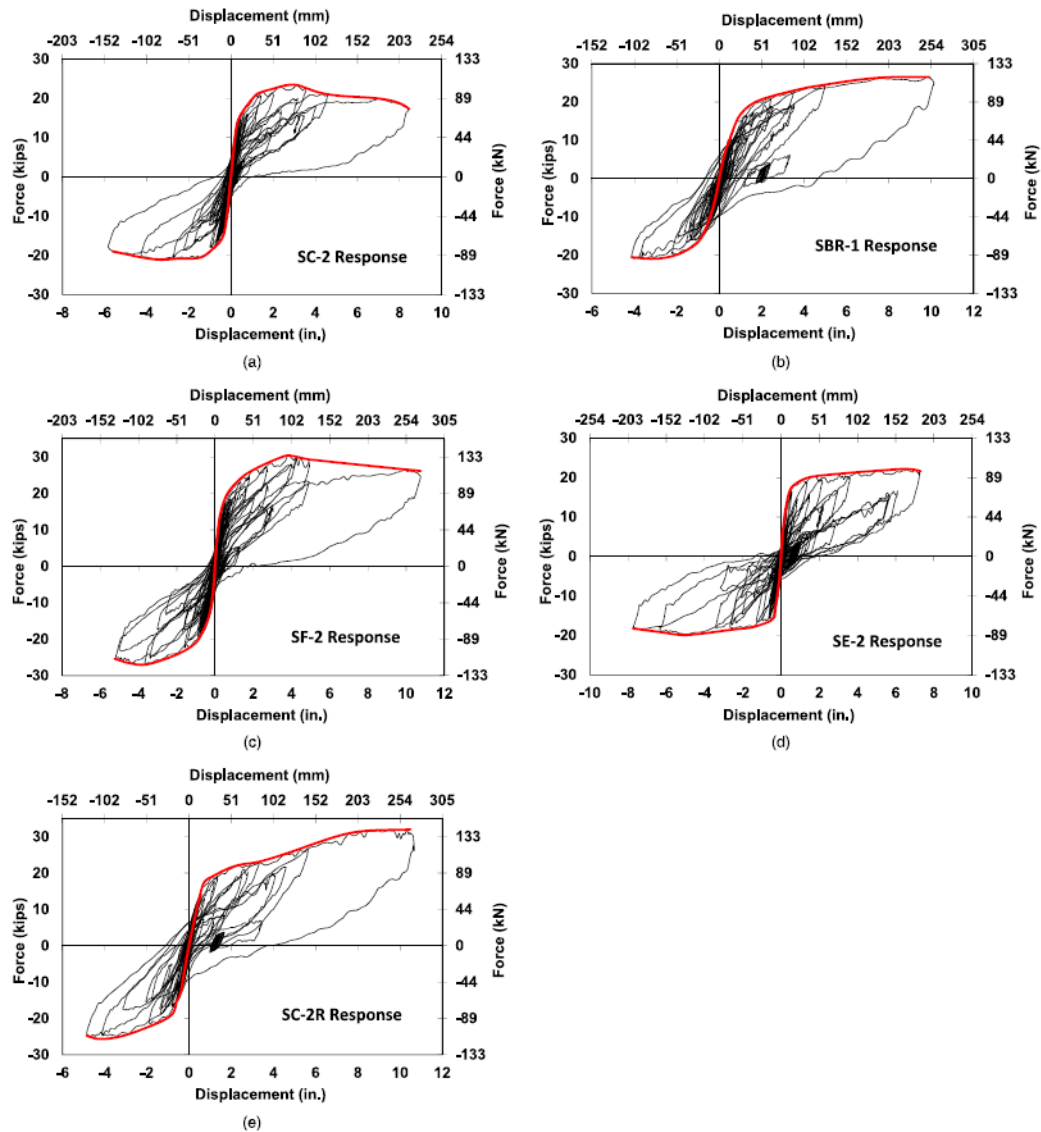 Displacement (mm)
-203 -152 -102 -51 0 51 102 152 203 254
30 133
20 89
10 44
0 0
-10 -44
-20 -89
-30 -133
Force (kips)
Force (kN)
SC-2 Response
-8 -6 -4 -2 0 2 4 6 8 10
Displacement (in.)
(a)
Displacement (mm)
-152 -102 -51 0 51 102 152 203 254 305
30 133
20 89
10 44
0 0
-10 -44
-20 -89
-30 -133
Force (kips)
Force (kN)
SBR-1 Response
-6 -4 -2 0 2 4 6 8 10 12
Displacement (in.)
(b)
Displacement (mm)
-203 -152 -102 -51 0 51 102 152 203 254 305
30 133
20 89
10 44
0 0
-10 -44
-20 -89
-30 -133
Force (kips)
Force (kN)
SF-2 Response
-8 -6 -4 -2 0 2 4 6 8 10 12
Displacement (in.)
(c)
Displacement (mm)
-254 -203 -152 -102 -51 0 51 102 152 203 254
30 133
20 89
10 44
0 0
-10 -44
-20 -89
-30 -133
Force (kips)
Force (kN)
SE-2 Response
-10 -8 -6 -4 -2 0 2 4 6 8 10
Displacement (in.)
(d)
Displacement (mm)
-152 -102 -51 0 51 102 152 203 254 305
30 133
20 89
10 44
0 0
-10 -44
-20 -89
-30 -133
Force (kips)
Force (kN)
SC-2R Response
-6 -4 -2 0 2 4 6 8 10 12
Displacement (in.)
(e)